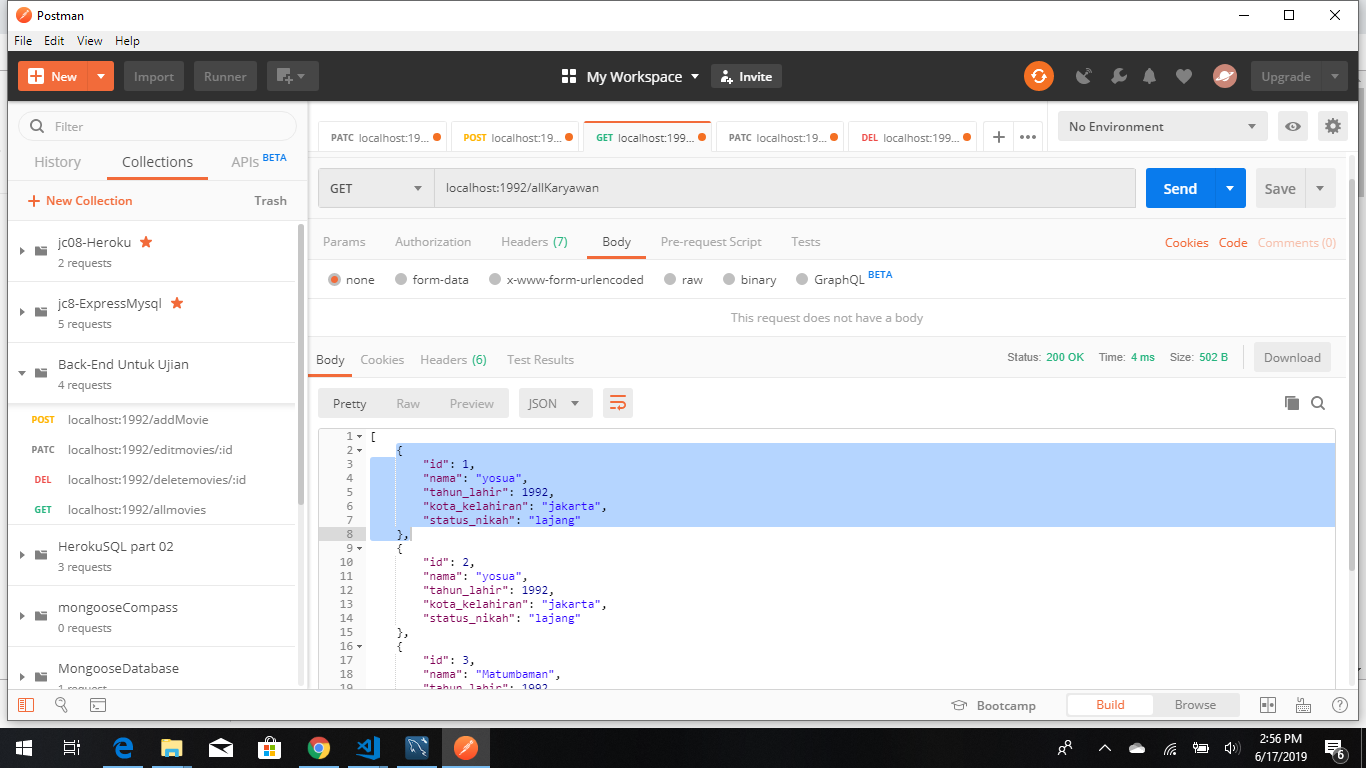 Postman
File Edit View Help
New Import Runner My Workspace Invite Upgrade
Filter
History Collections APIs BETA
New Collection Trash
jc08-Heroku
2 requests
jc8-ExpressMysql
5 requests
Back-End Untuk Ujian
4 requests
POST localhost:1992/addMovie
PATC localhost:1992/editmovies/:id
DEL localhost:1992/deletemovies/:id
GET localhost:1992/allmovies
HerokuSQL part 02
3 requests
mongooseCompass
0 requests
MongooseDatabase
1 request
PATC localhost:19... POST localhost:19... GET localhost:199... PATC localhost:19... DEL localhost:199... No Environment
GET localhost:1992/allKaryawan Send Save
Params Authorization Headers (7) Body Pre-request Script Tests Cookies Code Comments (0)
none form-data x-www-form-urlencoded raw binary GraphQL BETA
This request does not have a body
Body Cookies Headers (6) Test Results Status: 200 OK Time: 4 ms Size: 502 B Download
Pretty Raw Preview JSON
1 [
2 {
3 "id": 1,
4 "nama": "yosua",
5 "tahun_lahir": 1992,
6 "kota_kelahiran": "jakarta",
7 "status_nikah": "lajang"
8 },
9 {
10 "id": 2,
11 "nama": "yosua",
12 "tahun_lahir": 1992,
13 "kota_kelahiran": "jakarta",
14 "status_nikah": "lajang"
15 },
16 {
17 "id": 3,
18 "nama": "Matumbaman",
19 "tahun_lahir": 1992
Bootcamp Build Browse
2:56 PM
6/17/2019
6